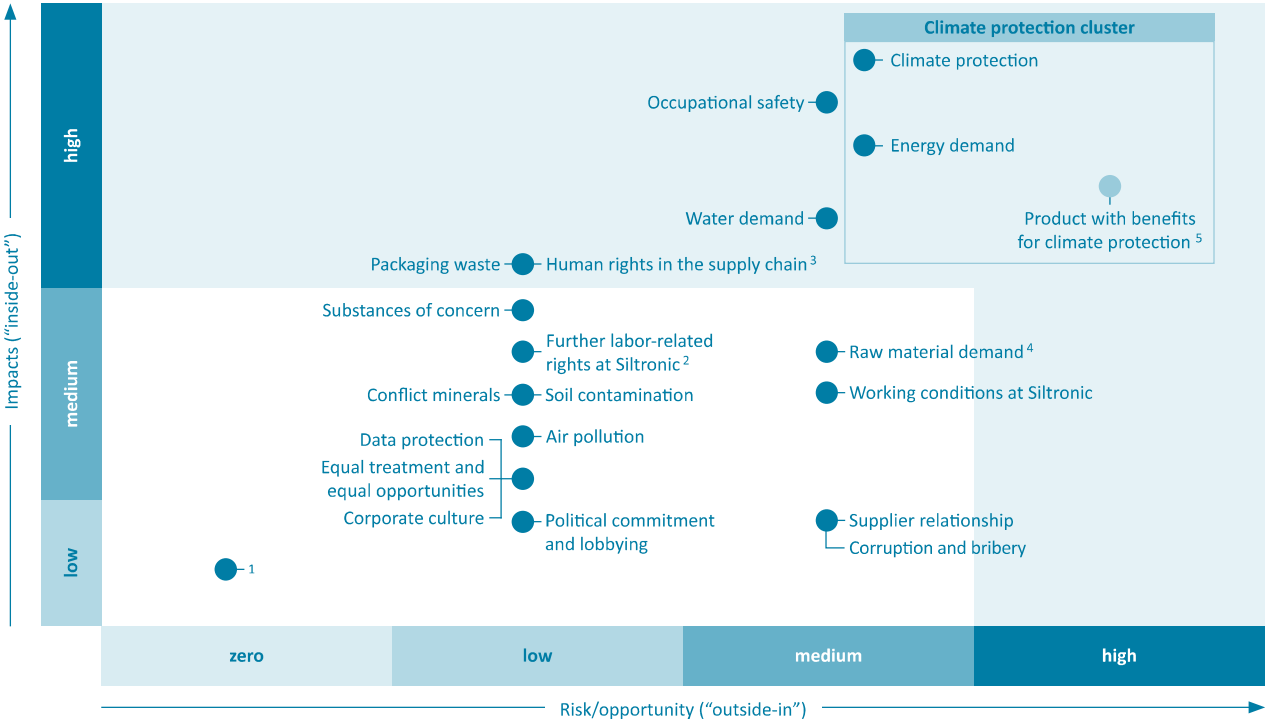 Climate protection cluster
Climate protection
Occupational safety
Energy demand
Water demand
Product with benefits
for climate protection 5
Packaging waste
Human rights in the supply chain 3
Substances of concern
Further labor-related
rights at Siltronic 2
Raw material demand 4
Conflict minerals
Soil contamination
Working conditions at Siltronic
Data protection
Air pollution
Equal treatment and
equal opportunities
Corporate culture
Political commitment
and lobbying
Supplier relationship
Corruption and bribery
1
Impacts (“inside-out”)
high
medium
low
zero
low
medium
high
Risk/opportunity (“outside-in”)